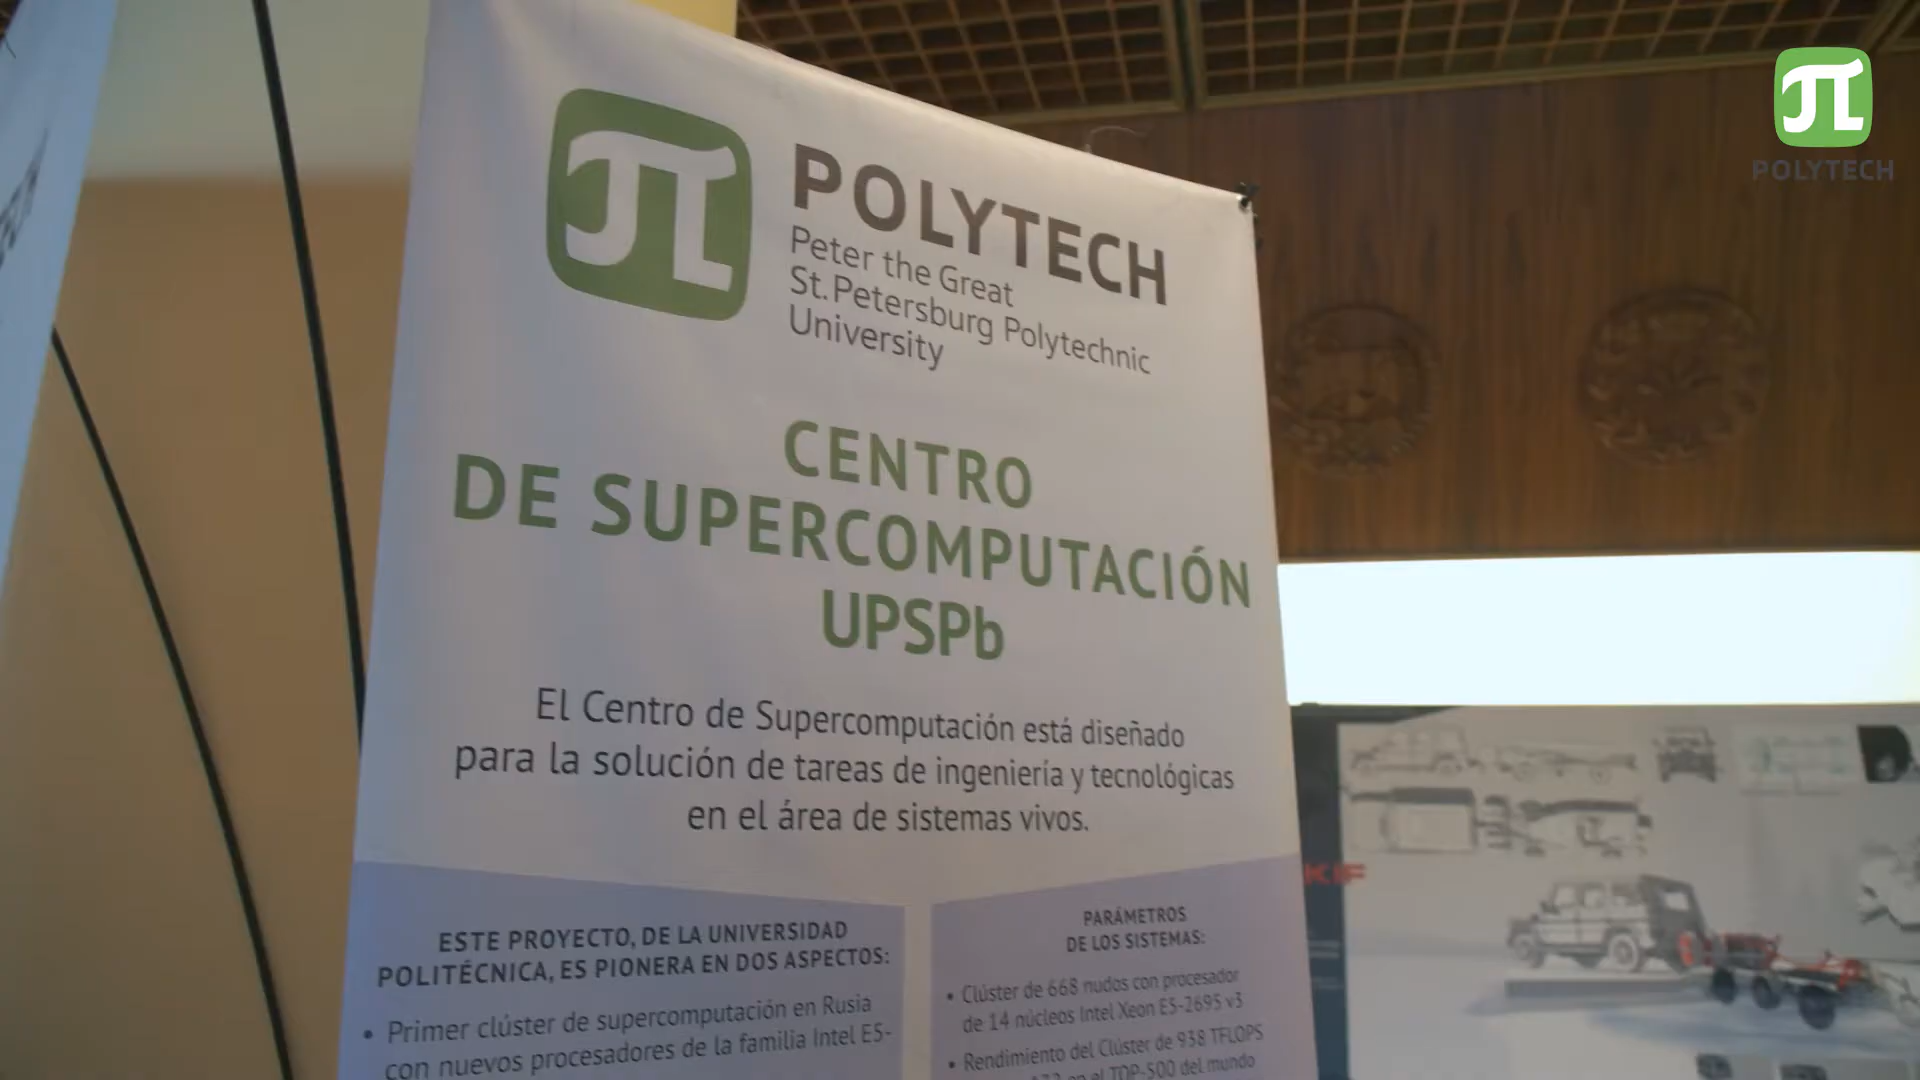 POLYTECH
Peter the Great
St. Petersburg Polytechnic
University
CENTRO
DE SUPERCOMPUTACIÓN
UPSPb
El Centro de Supercomputación está diseñado
para la solución de tareas de ingeniería y tecnológicas
en el área de sistemas vivos.
ESTE PROYECTO, DE LA UNIVERSIDAD
POLITÉCNICA, ES PIONERA EN DOS ASPECTOS:
• Primer clúster de supercomputación en Rusia
con nuevos procesadores de la familia Intel E5-
PARÁMETROS
DE LOS SISTEMAS:
• Clúster de 668 nudos con procesador
de 14 núcleos Intel Xeon E5-2695 v3
• Rendimiento del Clúster de 938 TFLOPS
en el TOP-500 del mundo
POLYTECH